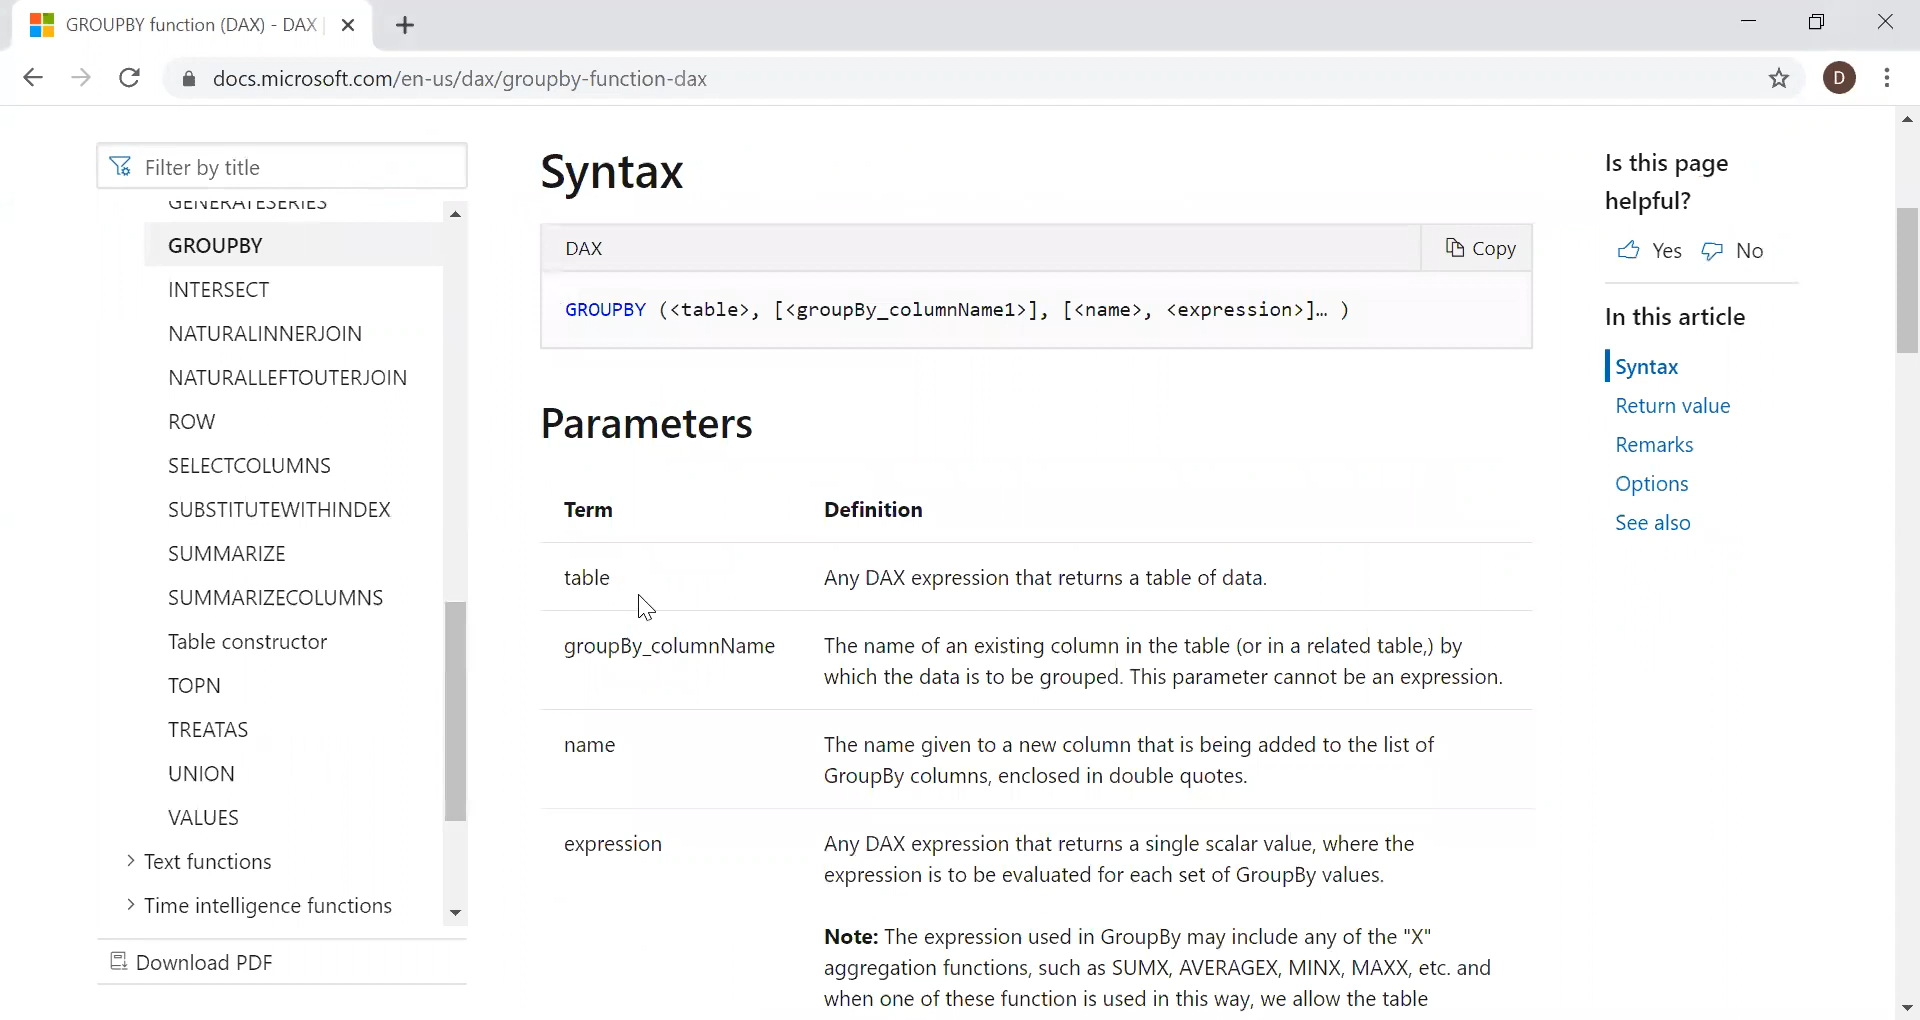 GROUPBY function (DAX) - DAX
docs.microsoft.com/en-us/dax/groupby-function-dax
D
Filter by title
GENERATESERIES
GROUPBY
INTERSECT
NATURALINNERJOIN
NATURALLEFTOUTERJOIN
ROW
SELECTCOLUMNS
SUBSTITUTEWITHINDEX
SUMMARIZE
SUMMARIZECOLUMNS
Table constructor
TOPN
TREATAS
UNION
VALUES
Text functions
Time intelligence functions
Download PDF
Syntax
DAX
Copy
GROUPBY (<table>, [<groupBy_columnName1>], [<name>, <expression>]… )
Parameters
Term Definition
table Any DAX expression that returns a table of data.
groupBy_columnName The name of an existing column in the table (or in a related table,) by
which the data is to be grouped. This parameter cannot be an expression.
name The name given to a new column that is being added to the list of
GroupBy columns, enclosed in double quotes.
expression Any DAX expression that returns a single scalar value, where the
expression is to be evaluated for each set of GroupBy values.
Note: The expression used in GroupBy may include any of the "X"
aggregation functions, such as SUMX, AVERAGEX, MINX, MAXX, etc. and
when one of these function is used in this way, we allow the table
Is this page
helpful?
Yes No
In this article
Syntax
Return value
Remarks
Options
See also